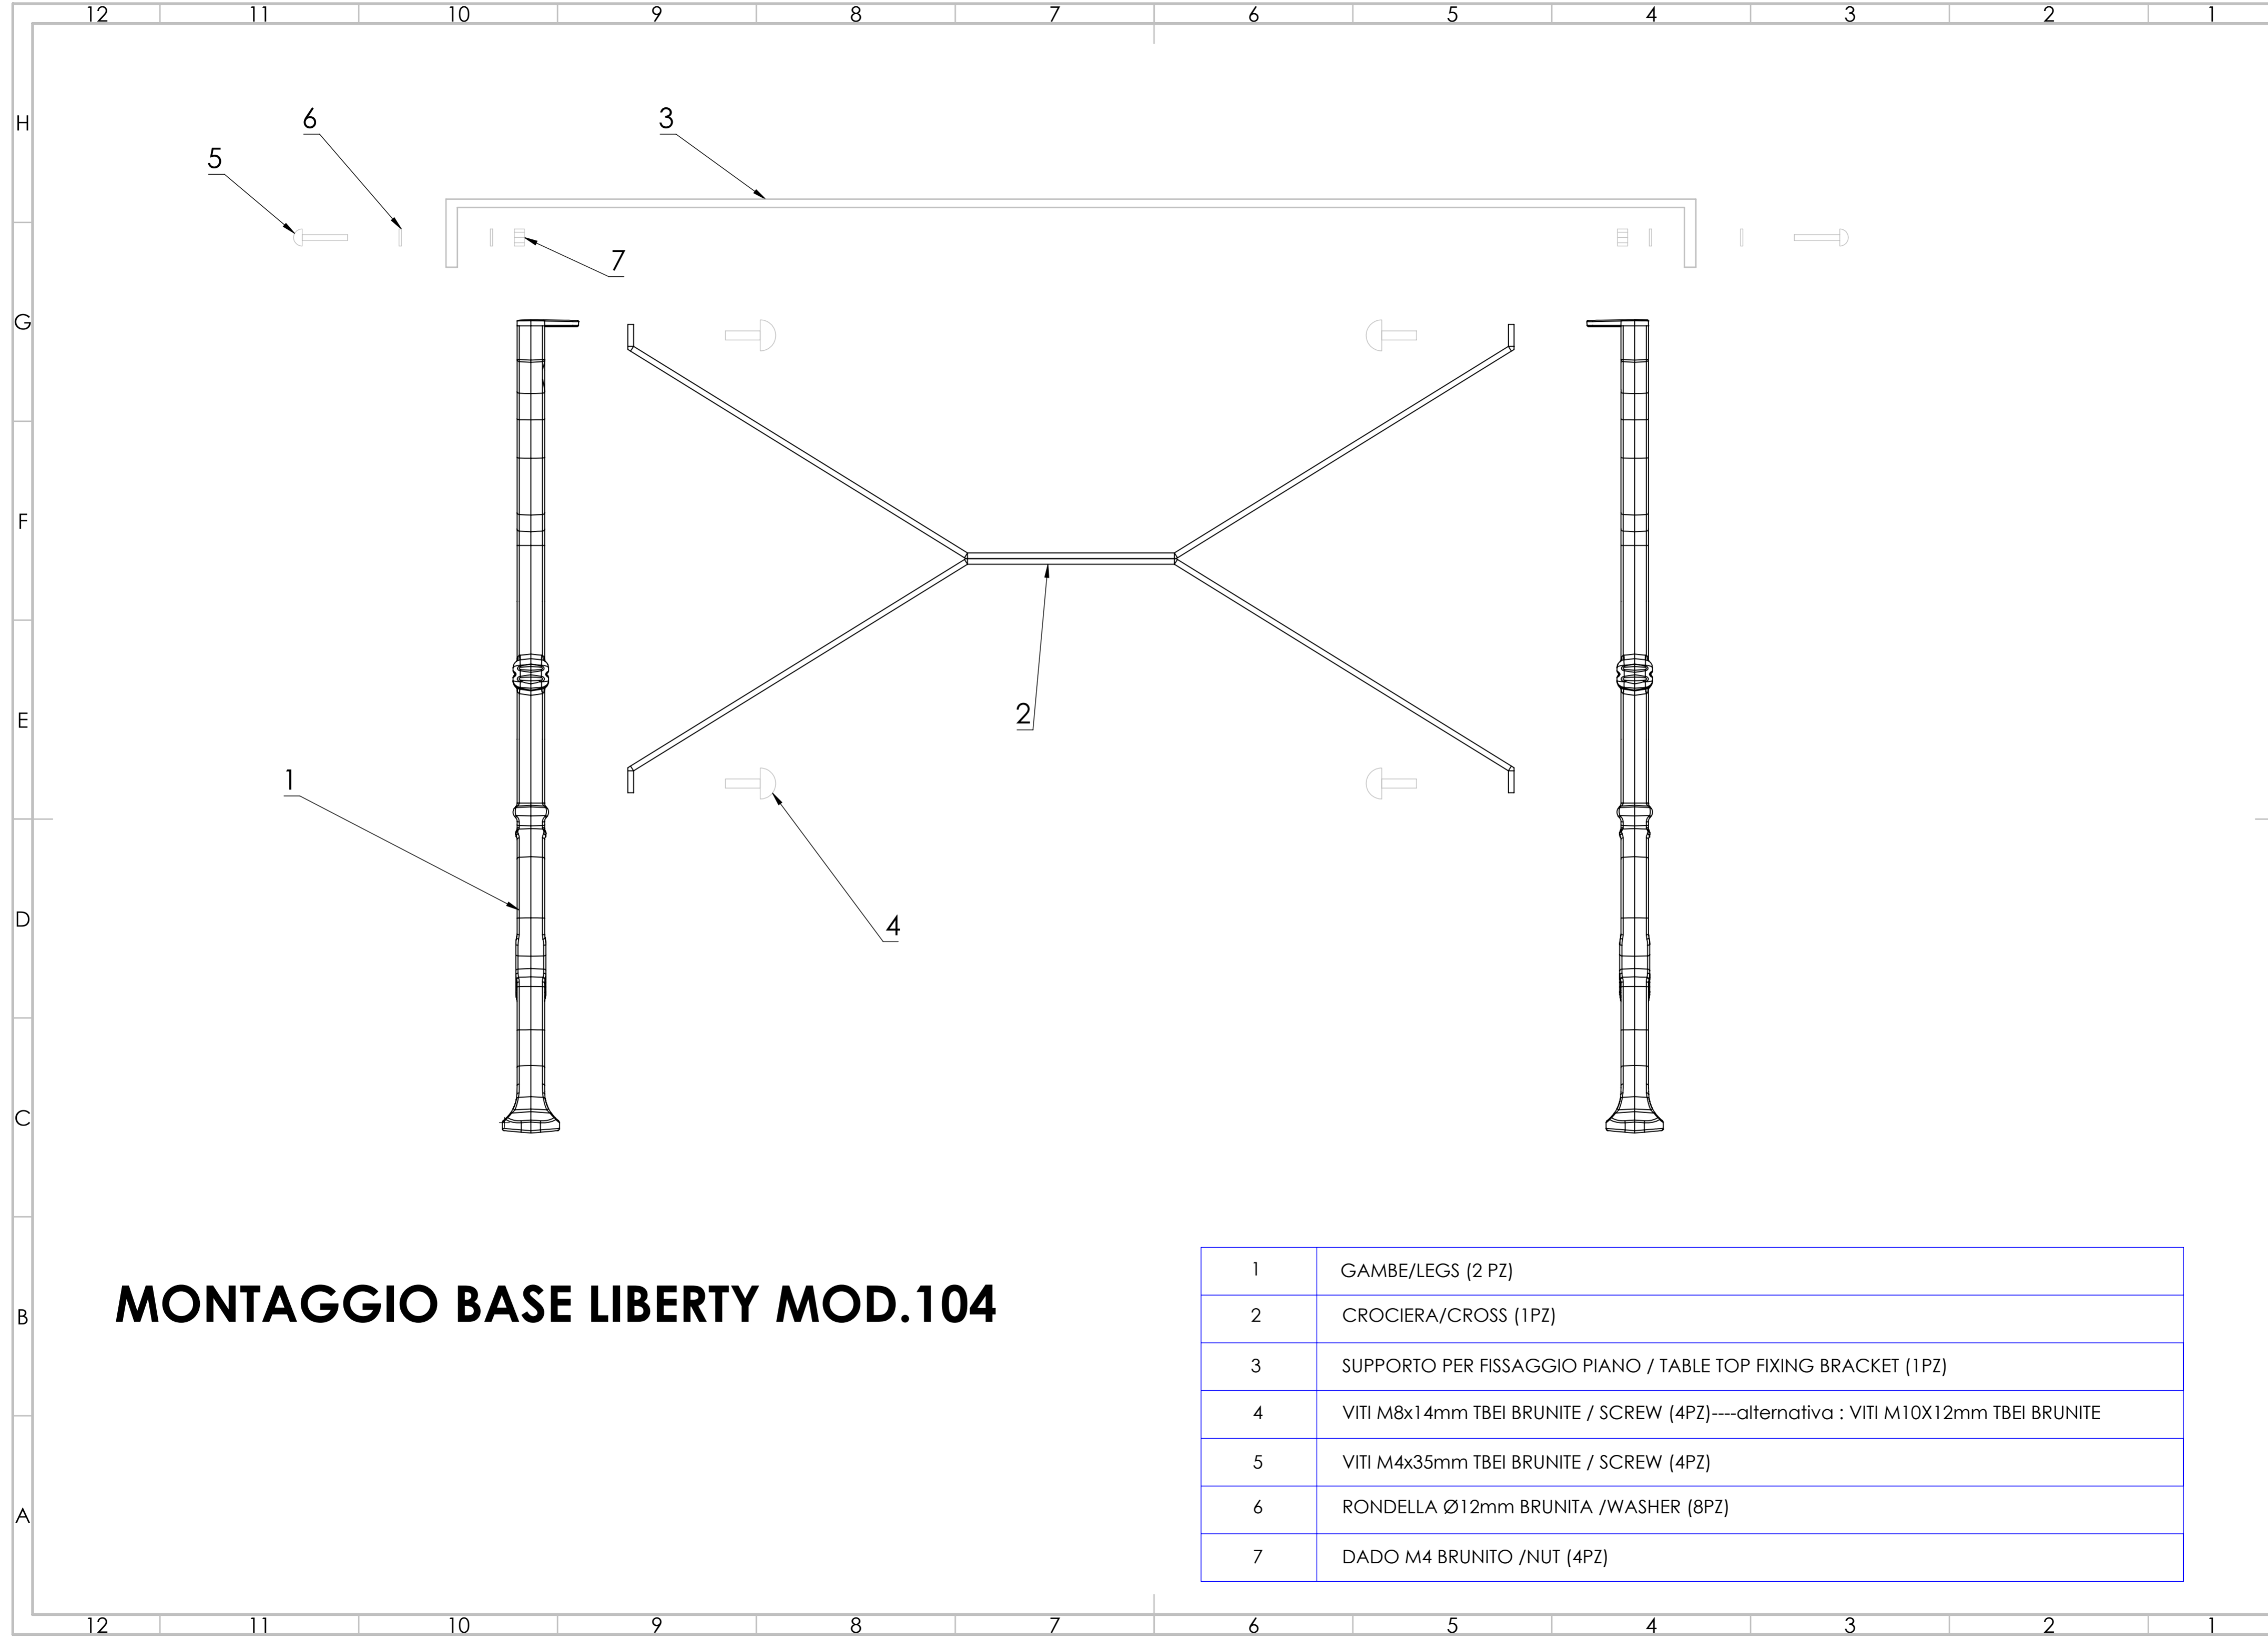 12 11 10 9 8 7 6 5 4 3 2 1
H
6
3
5
7
G
F
2
E
1
4
D
C
B
MONTAGGIO BASE LIBERTY MOD.104
1 GAMBE/LEGS (2 PZ)
2 CROCIERA/CROSS (1PZ)
3 SUPPORTO PER FISSAGGIO PIANO / TABLE TOP FIXING BRACKET (1PZ)
4 VITI M8x14mm TBEI BRUNITE / SCREW (4PZ)----alternativa : VITI M10X12mm TBEI BRUNITE
5 VITI M4x35mm TBEI BRUNITE / SCREW (4PZ)
6 RONDELLA Ø12mm BRUNITA /WASHER (8PZ)
7 DADO M4 BRUNITO /NUT (4PZ)
A
12 11 10 9 8 7 6 5 4 3 2 1